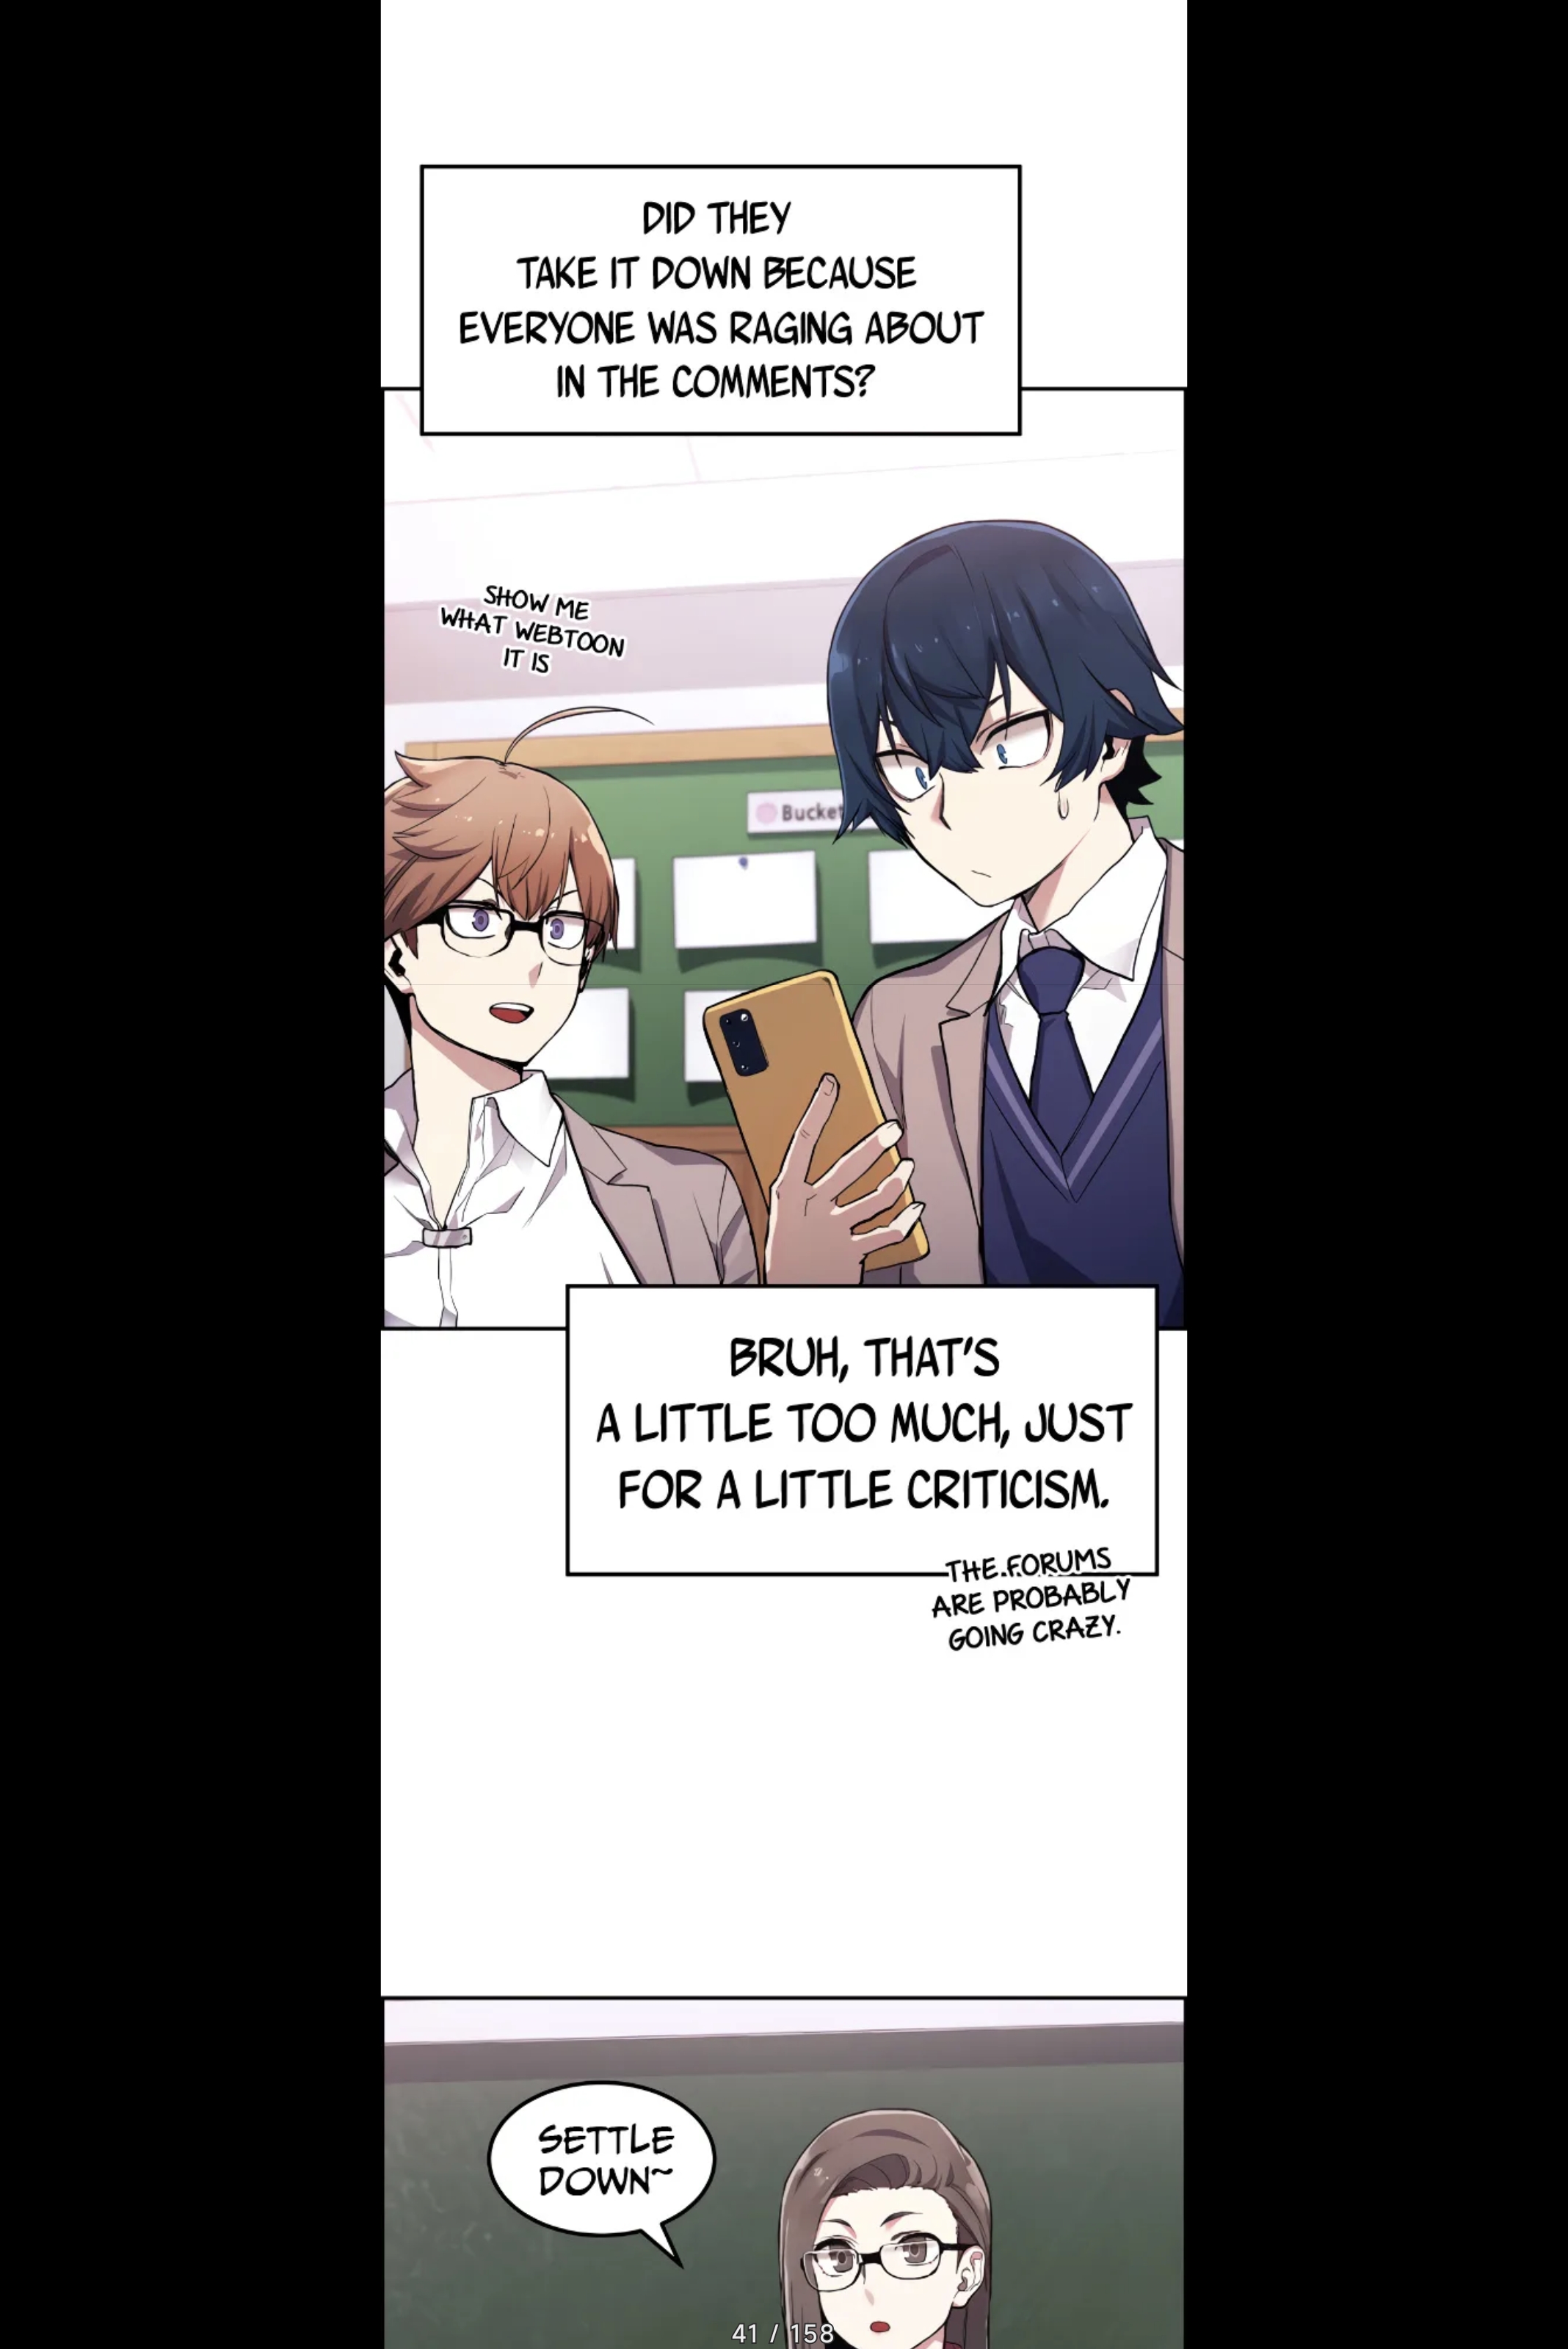 DID THEY
TAKE IT DOWN BECAUSE
EVERYONE WAS RAGING ABOUT
IN THE COMMENTS?
SHOW ME
WHAT WEBTOON
IT IS
Bucket
BRUH, THAT'S
A LITTLE TOO MUCH, JUST
FOR A LITTLE CRITICISM.
THE FORUMS
ARE PROBABLY
GOING CRAZY.
SETTLE
DOWN~
41 / 158